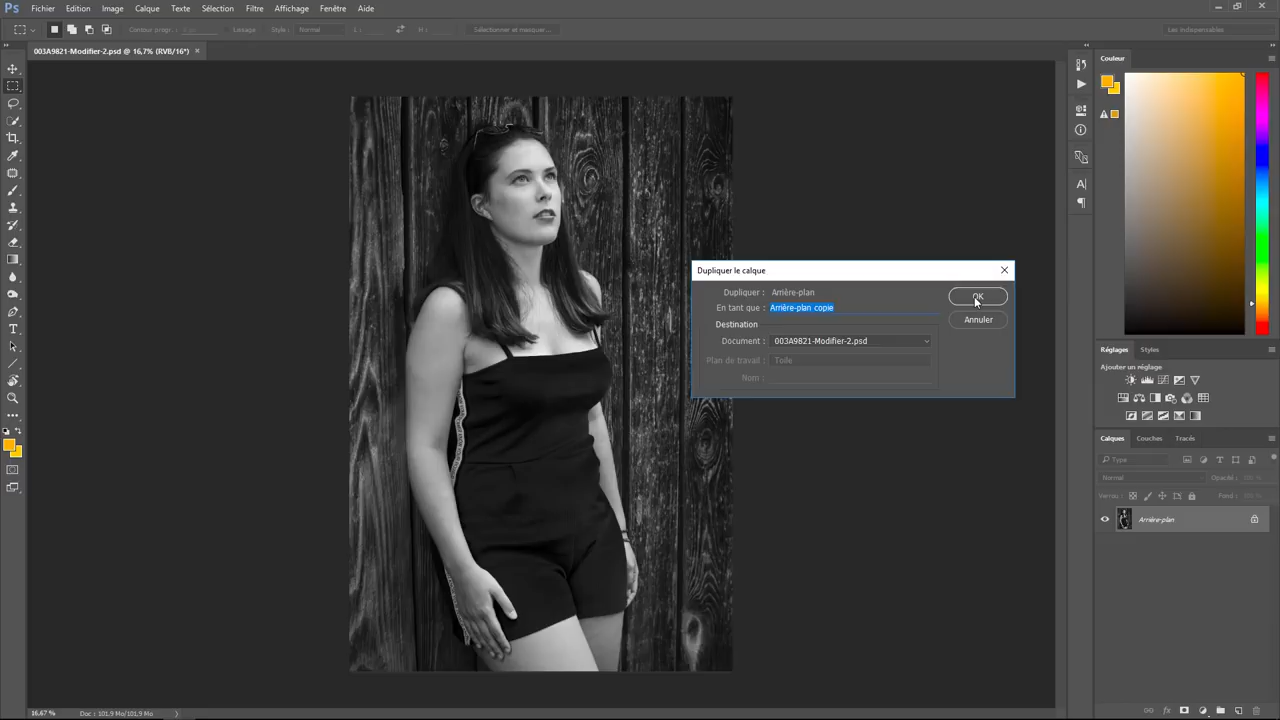 Ps Fichier Edition Image Calque Texte Sélection Filtre Affichage Fenêtre Aide
Contour progr. : Lissage Style : Normal L : H : Sélectionner et masquer... Les indispensables
003A9821-Modifier-2.psd @ 16,7% (RVB/16*) ×
Couleur
Dupliquer le calque
Dupliquer : Arrière-plan
OK
En tant que : Arrière-plan copie
Annuler
Destination
Document : 003A9821-Modifier-2.psd
Plan de travail : Toile
Nom :
Réglages Styles
Ajouter un réglage
Calques Couches Tracés
Type
Normal Opacité :
Verrou : Fond :
Arrière-plan
16,67 % Doc : 101,9 Mo/101,9 Mo